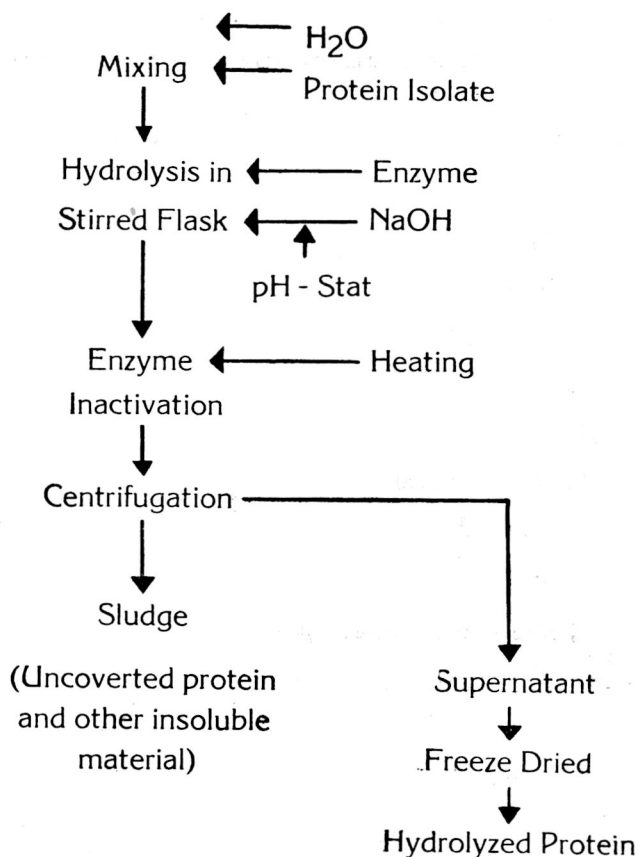 H2O
Mixing
Protein Isolate
Hydrolysis in
Enzyme
Stirred Flask
NaOH
pH - Stat
Enzyme
Heating
Inactivation
Centrifugation
Sludge
(Uncoverted protein
and other insoluble
material)
Supernatant
Freeze Dried
Hydrolyzed Protein